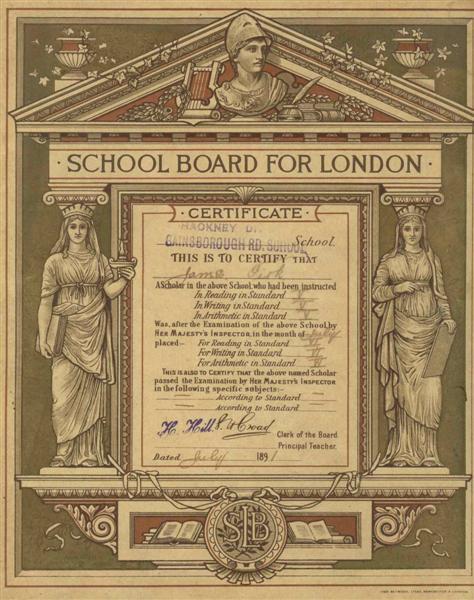 · SCHOOL BOARD FOR LONDON ·
· CERTIFICATE ·
HACKNEY
GAINSBOROUGH RD. SCHOOL School.
THIS IS TO CERTIFY THAT
James
A Scholar in the above School, who had been instructed
In Reading in Standard
In Writing in Standard
In Arithmetic in Standard V
Was, after the Examination of the above School, by
HER MAJESTY'S INSPECTOR, in the month of July
placed:- For Reading in Standard
For Writing in Standard
For Arithmetic in Standard
THIS IS ALSO TO CERTIFY that the above named Scholar
passed the Examination by HER MAJESTY'S INSPECTOR
in the following specific subjects:-
According to Standard
According to Standard
H. Hill. Croad
Clerk of the Board.
Principal Teacher.
Dated July 1891
SBL